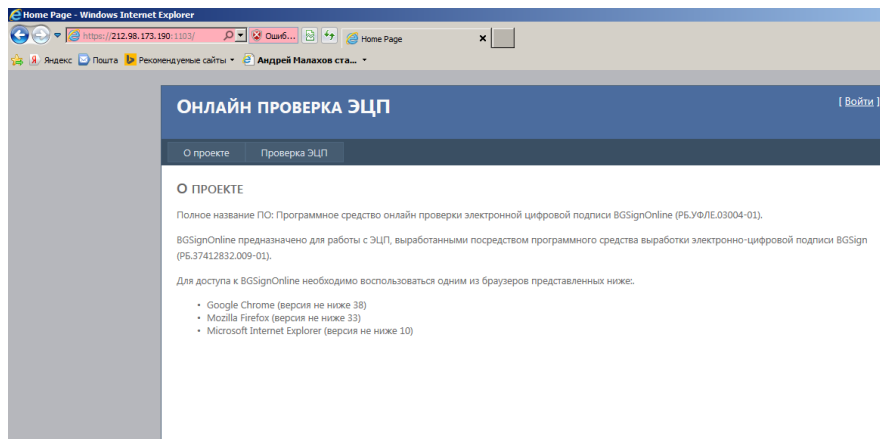 Home Page - Windows Internet Explorer
https://212.98.173.190:1103/ Ошиб... Home Page
Яндекс Почта Рекомендуемые сайты Андрей Малахов ста...
Онлайн проверка ЭЦП
[ Войти ]
О проекте Проверка ЭЦП
О проекте
Полное название ПО: Программное средство онлайн проверки электронной цифровой подписи BGSignOnline (РБ.УФЛЕ.03004-01).
BGSignOnline предназначено для работы с ЭЦП, выработанными посредством программного средства выработки электронно-цифровой подписи BGSign
(РБ.37412832.009-01).
Для доступа к BGSignOnline необходимо воспользоваться одним из браузеров представленных ниже:.
• Google Chrome (версия не ниже 38)
• Mozilla Firefox (версия не ниже 33)
• Microsoft Internet Explorer (версия не ниже 10)